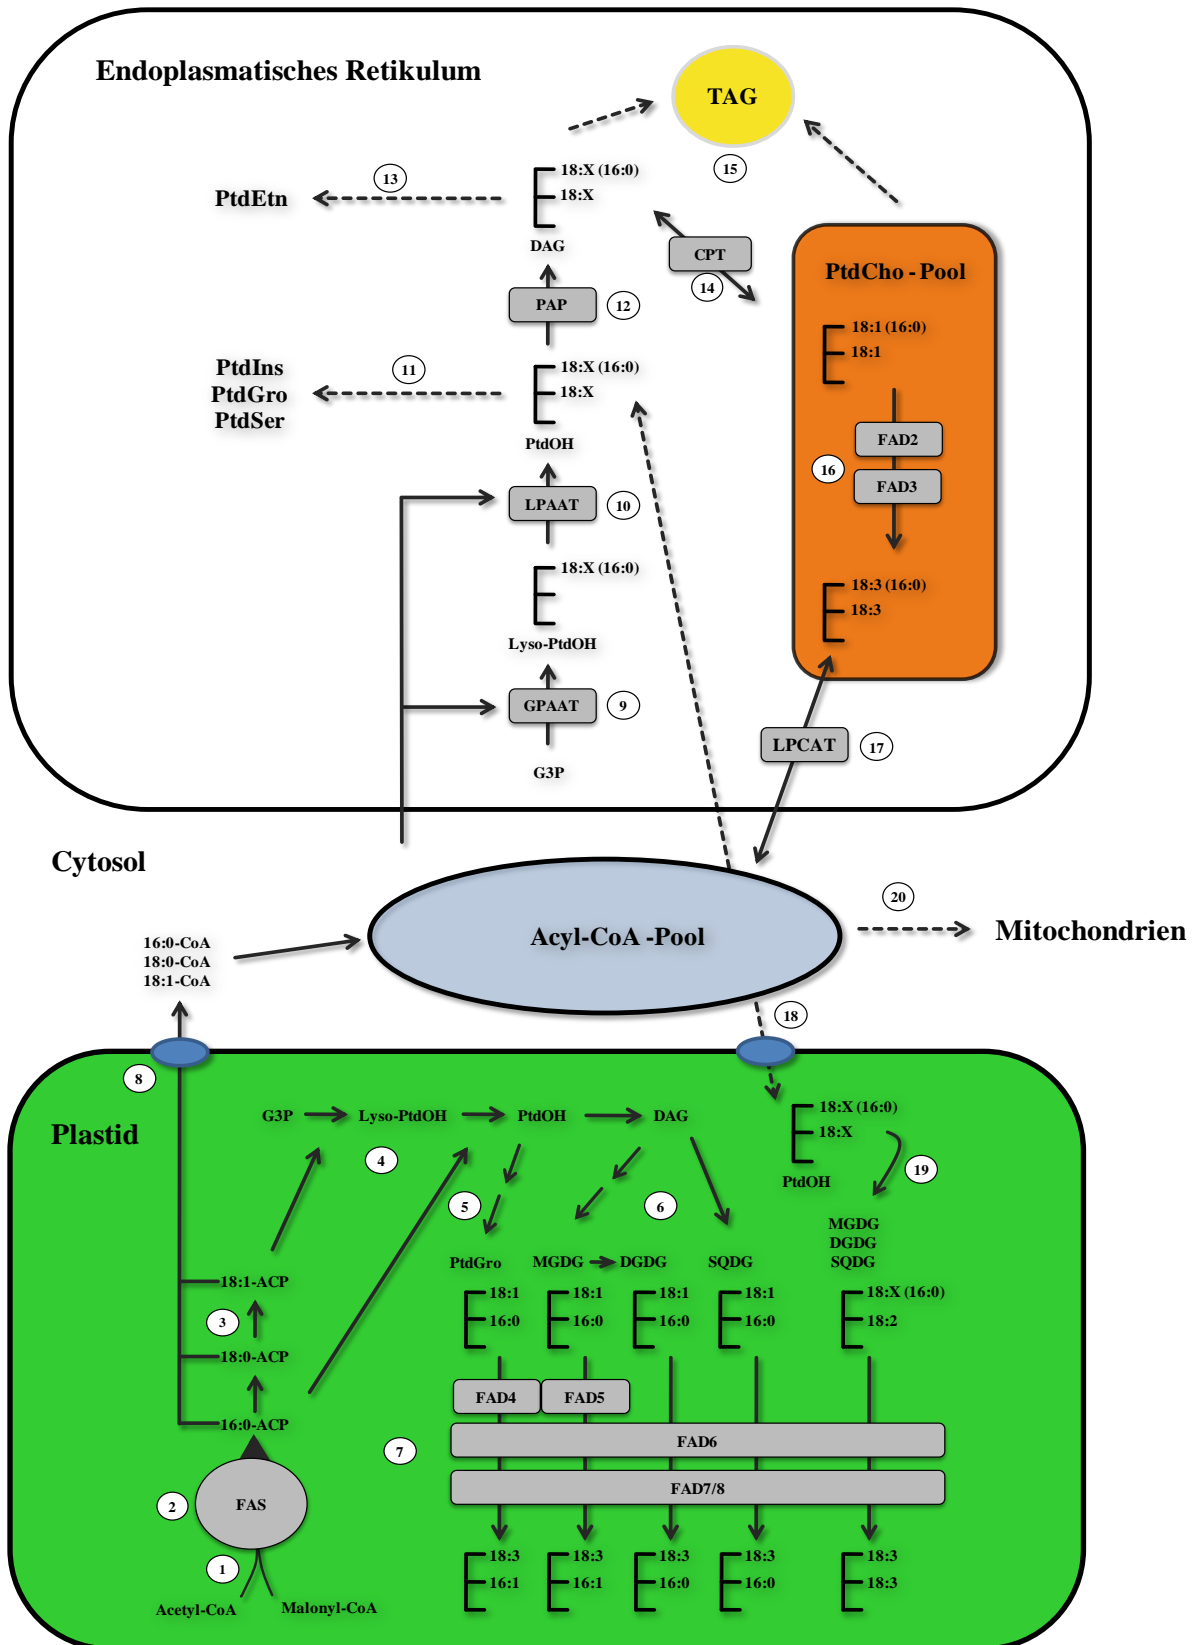 Endoplasmatisches Retikulum
TAG
15
13
PtdEtn
18:X (16:0)
18:X
DAG
CPT
14
PAP
12
PtdIns
PtdGro
PtdSer
11
18:X (16:0)
18:X
PtdOH
LPAAT
10
18:X (16:0)
Lyso-PtdOH
GPAAT
9
G3P
PtdCho - Pool
18:1 (16:0)
18:1
FAD2
16
FAD3
18:3 (16:0)
18:3
LPCAT
17
Cytosol
16:0-CoA
18:0-CoA
18:1-CoA
Acyl-CoA -Pool
20
Mitochondrien
18
8
Plastid
G3P
Lyso-PtdOH
PtdOH
DAG
4
5
6
18:X (16:0)
18:X
PtdOH
19
MGDG
DGDG
SQDG
PtdGro
MGDG
DGDG
SQDG
18:1
16:0
18:1
16:0
18:1
16:0
18:1
16:0
18:X (16:0)
18:2
18:1-ACP
3
18:0-ACP
16:0-ACP
FAS
2
1
Acetyl-CoA
Malonyl-CoA
FAD4
FAD5
7
FAD6
FAD7/8
18:3
16:1
18:3
16:1
18:3
16:0
18:3
16:0
18:3
18:3